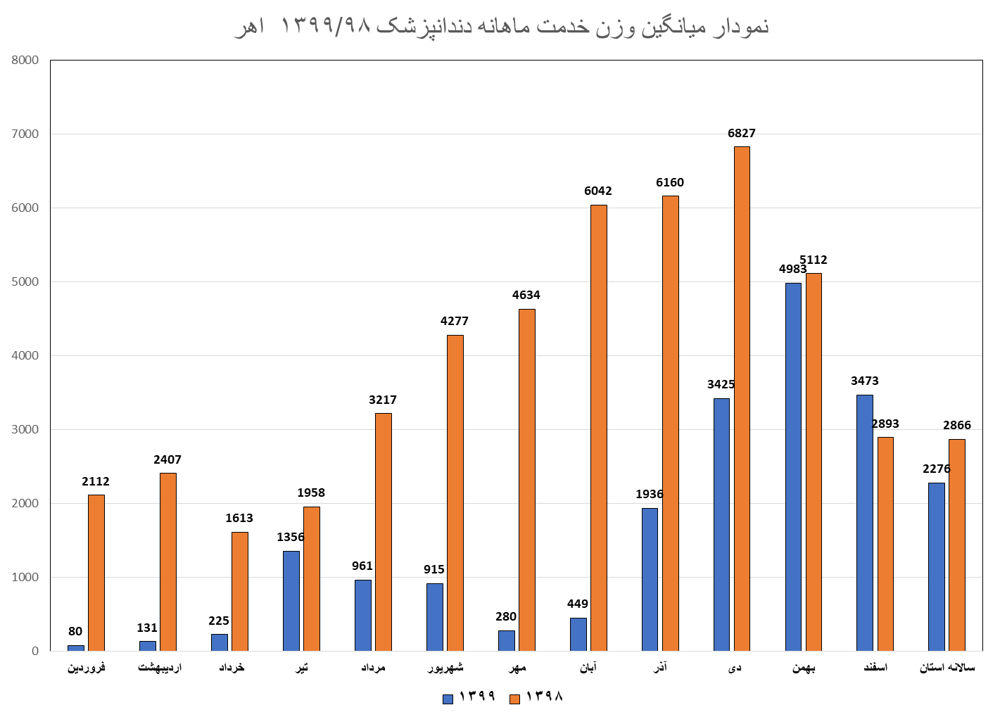 نمودار میانگین وزن خدمت ماهانه دندانپزشک ۱۳۹۹/۹۸ اهر
8000
7000
6000
5000
4000
3000
2000
1000
0
80
2112
131
2407
225
1613
1356
1958
961
3217
915
4277
280
4634
449
6042
1936
6160
3425
6827
4983
5112
3473
2893
2276
2866
فروردین
اردیبهشت
خرداد
تیر
مرداد
شهریور
مهر
آبان
آذر
دی
بهمن
اسفند
سالانه استان
۱۳۹۹
۱۳۹۸